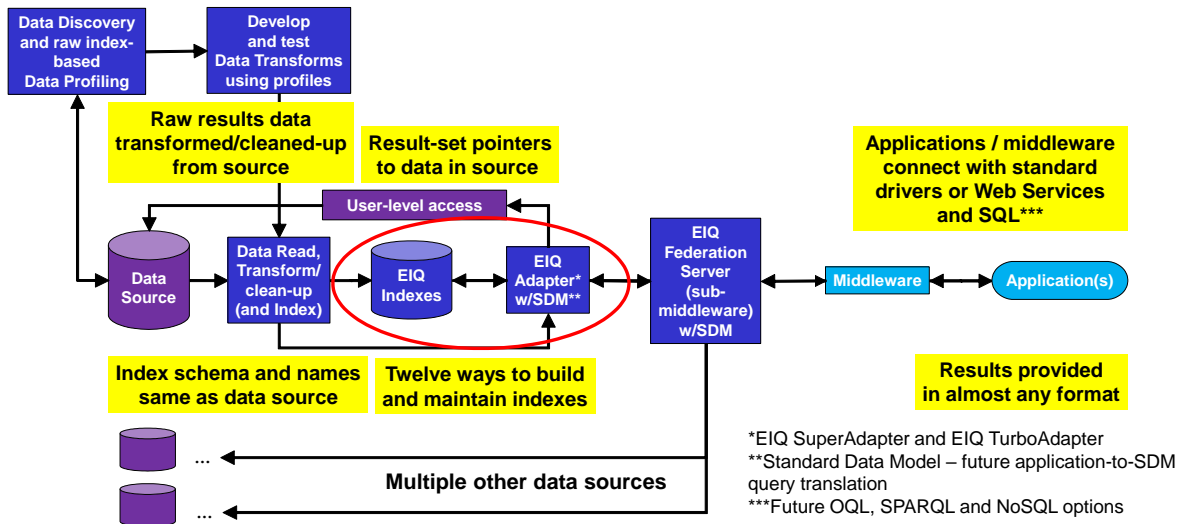 Data Discovery
and raw index-
based
Data Profiling
Develop
and test
Data Transforms
using profiles
Raw results data
transformed/cleaned-up
from source
Result-set pointers
to data in source
Applications / middleware
connect with standard
drivers or Web Services
and SQL***
User-level access
Data
Source
Data Read,
Transform/
clean-up
(and Index)
EIQ
Indexes
EIQ
Adapter*
w/SDM**
EIQ
Federation
Server
(sub-
middleware)
w/SDM
Middleware
Application(s)
Index schema and names
same as data source
Twelve ways to build
and maintain indexes
Results provided
in almost any format
...
Multiple other data sources
...
*EIQ SuperAdapter and EIQ TurboAdapter
**Standard Data Model – future application-to-SDM
query translation
***Future OQL, SPARQL and NoSQL options